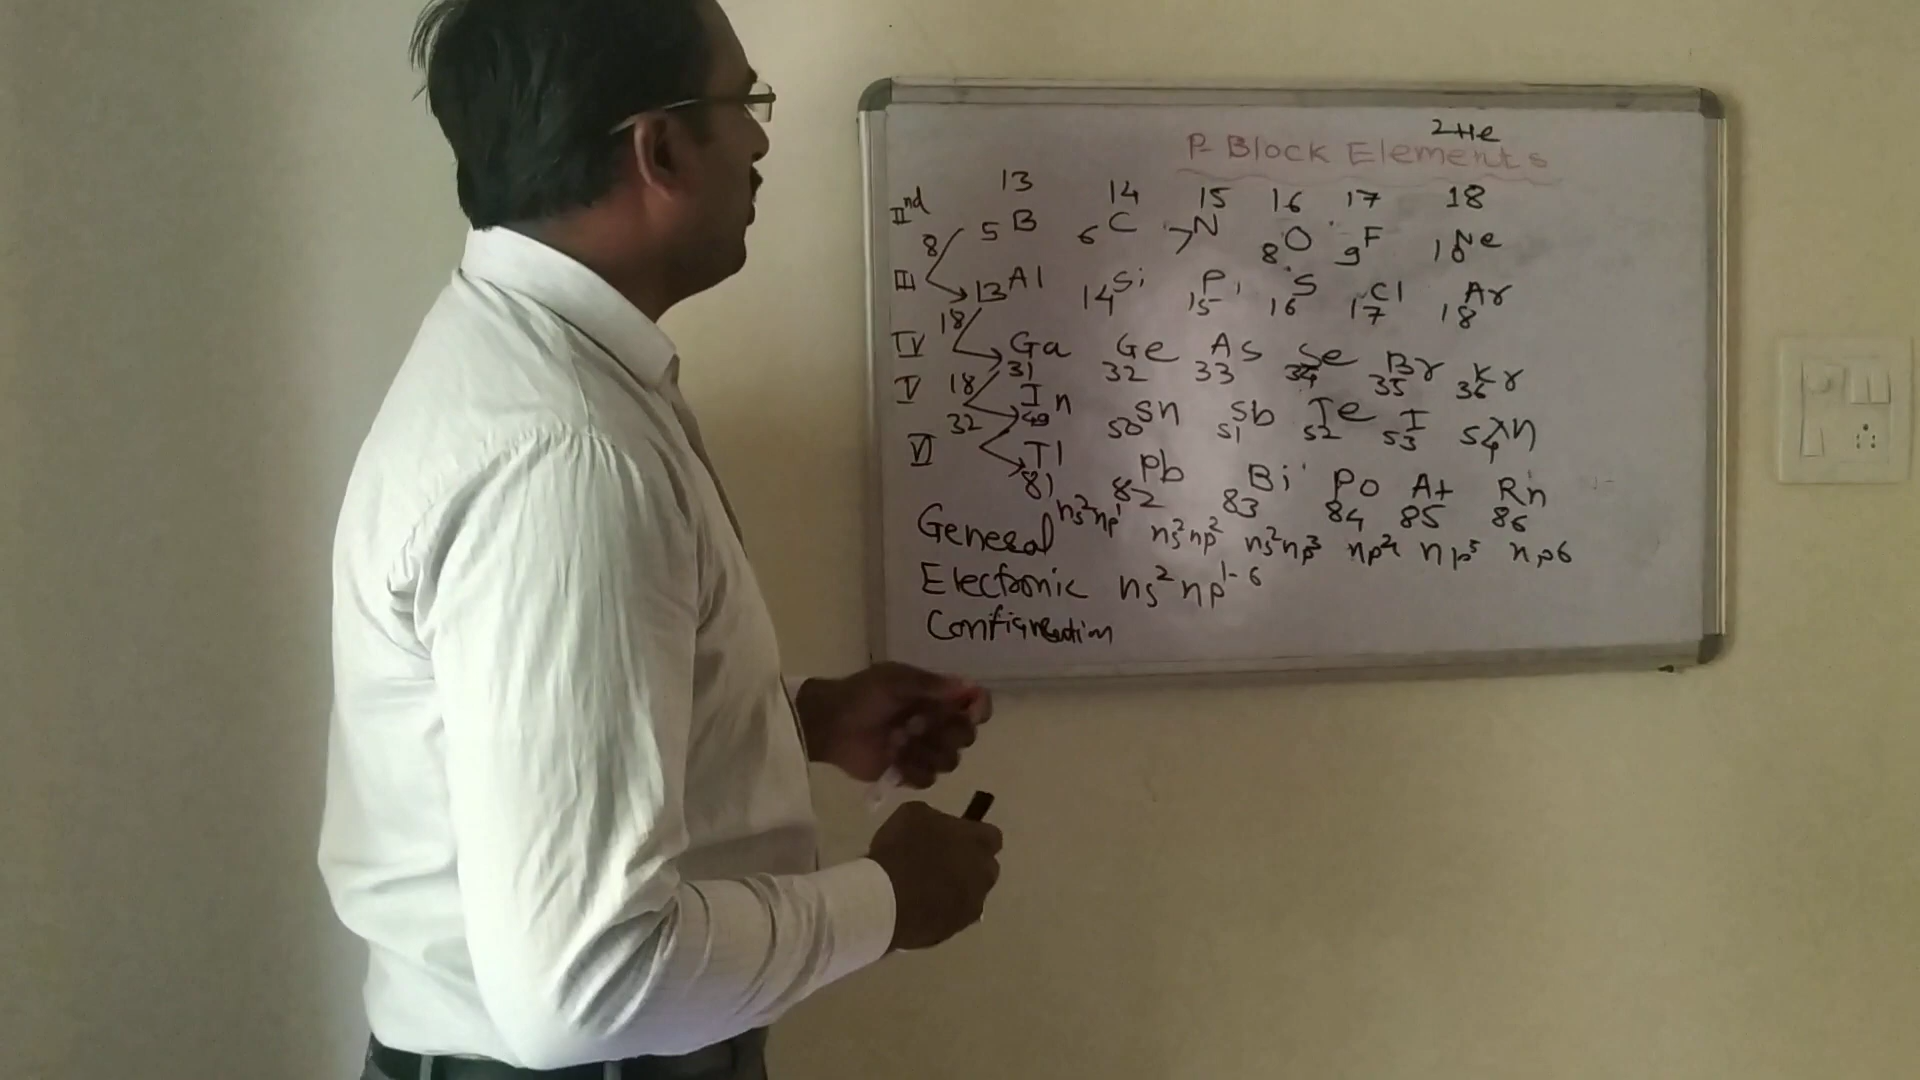 2He
P-Block Elements
13 14 15 16 17 18
IInd 5B 6C 7N 8O 9F 10Ne
8
III 13Al 14Si 15P 16S 17Cl 18Ar
18
IV Ga Ge As Se Br Kr
31 32 33 34 35 36
V 18 In Sn Sb Te I Xn
49 50 51 52 53 54
32
VI Tl Pb Bi Po At Rn
81 82 83 84 85 86
General ns2np1 ns2np2 ns2np3 np4 np5 np6
Electronic ns2np1-6
Configuration